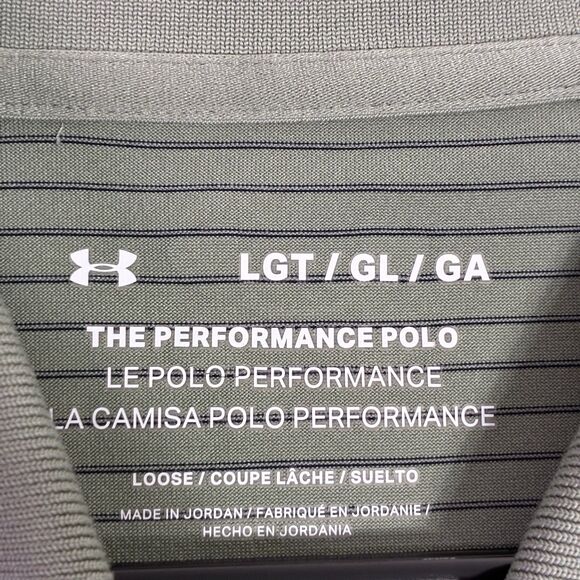 LGT / GL / GA
THE PERFORMANCE POLO
LE POLO PERFORMANCE
LA CAMISA POLO PERFORMANCE
LOOSE / COUPE LÂCHE / SUELTO
MADE IN JORDAN / FABRIQUÉ EN JORDANIE /
HECHO EN JORDANIA